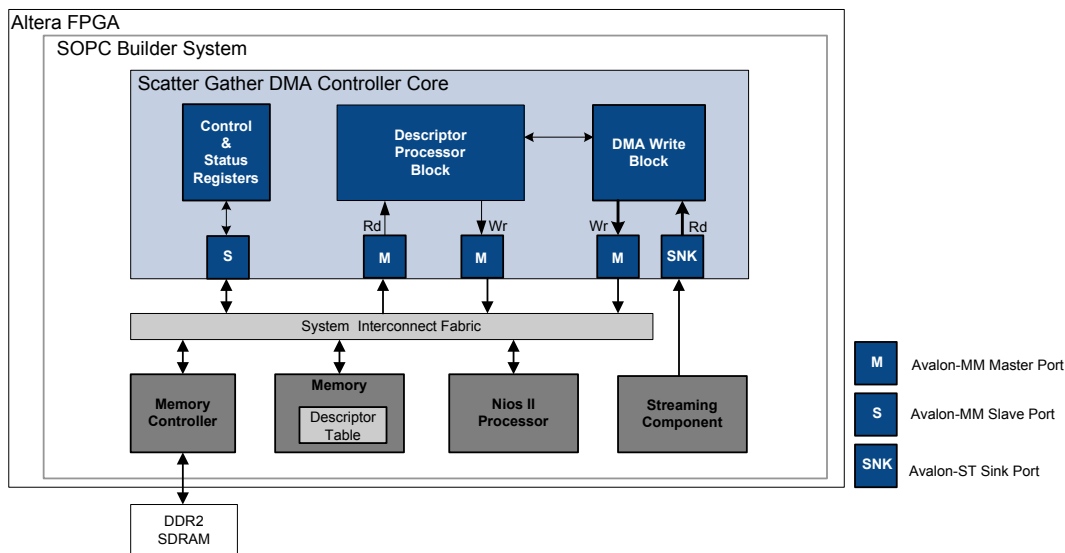 Altera FPGA
SOPC Builder System
Scatter Gather DMA Controller Core
Control
&
Status
Registers
Descriptor
Processor
Block
DMA Write
Block
Rd
Wr
Wr
Rd
S
M
M
M
SNK
System Interconnect Fabric
Memory
Controller
Memory
Descriptor
Table
Nios II
Processor
Streaming
Component
DDR2
SDRAM
M
Avalon-MM Master Port
S
Avalon-MM Slave Port
SNK
Avalon-ST Sink Port